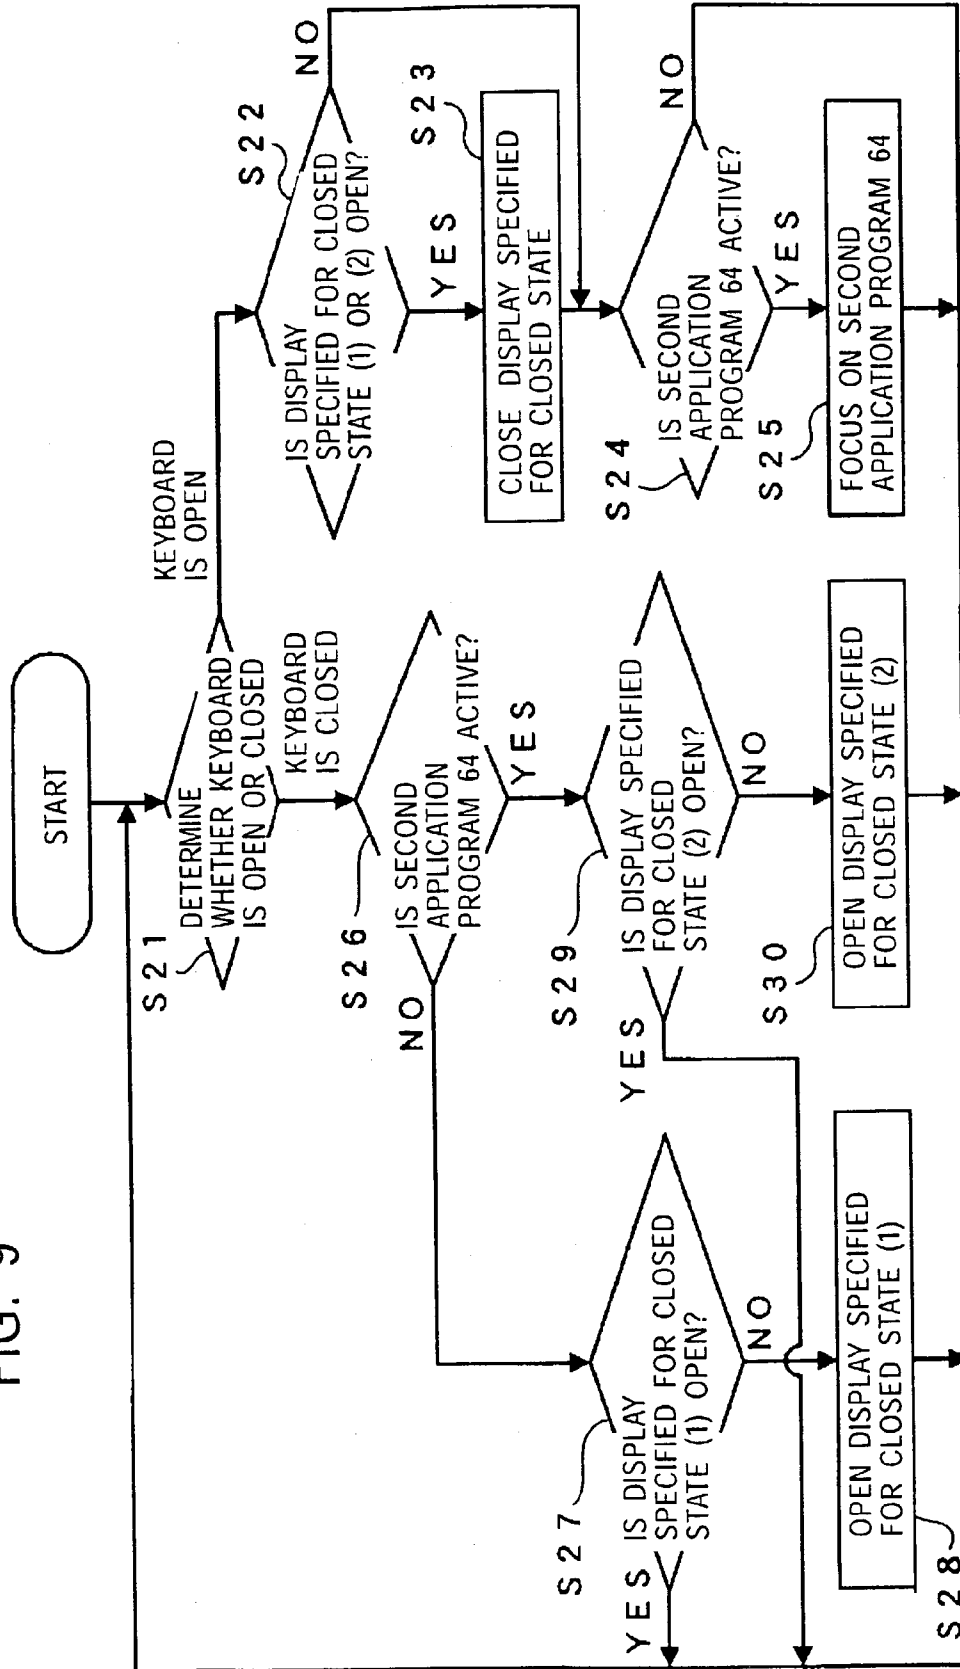 FIG. 9
START
S21
DETERMINE
WHETHER KEYBOARD
IS OPEN OR CLOSED
KEYBOARD
IS OPEN
KEYBOARD
IS CLOSED
S22
IS DISPLAY
SPECIFIED FOR CLOSED
STATE (1) OR (2) OPEN?
NO
YES
S23
CLOSE DISPLAY SPECIFIED
FOR CLOSED STATE
S24
IS SECOND
APPLICATION
PROGRAM 64 ACTIVE?
NO
YES
S25
FOCUS ON SECOND
APPLICATION PROGRAM 64
S26
IS SECOND
APPLICATION
PROGRAM 64 ACTIVE?
NO
YES
S27
IS DISPLAY
SPECIFIED FOR CLOSED
STATE (1) OPEN?
YES
NO
S28
OPEN DISPLAY SPECIFIED
FOR CLOSED STATE (1)
S29
IS DISPLAY SPECIFIED
FOR CLOSED
STATE (2) OPEN?
YES
NO
S30
OPEN DISPLAY SPECIFIED
FOR CLOSED STATE (2)